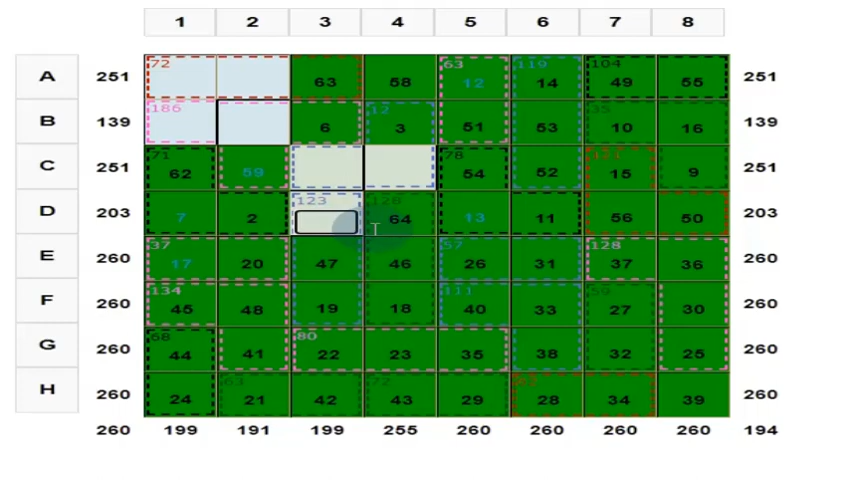 1 2 3 4 5 6 7 8
72 63 104
A 251 63 58 12 14 49 55 251
186 12
B 139 6 3 51 53 10 16 139
71 78
C 251 62 59 54 52 15 9 251
123 128
D 203 7 2 64 13 11 56 50 203
37 57 128
E 260 17 20 47 46 26 31 37 36 260
134 111
F 260 45 48 19 18 40 33 27 30 260
68 80
G 260 44 41 22 23 35 38 32 25 260
63 72
H 260 24 21 42 43 29 28 34 39 260
260 199 191 199 255 260 260 260 260 194